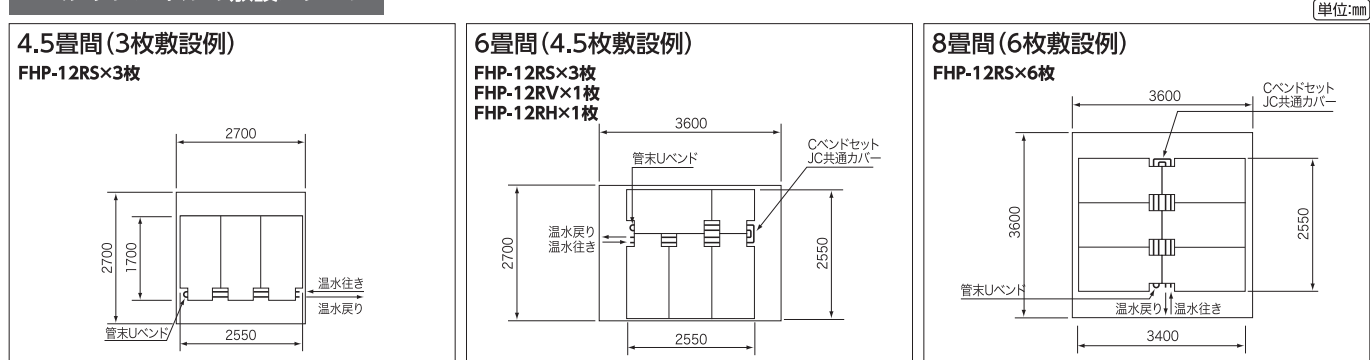 単位:㎜
4.5畳間(3枚敷設例)
FHP-12RS×3枚
2700
2700
1700
温水往き
温水戻り
管末Uベンド
2550
6畳間(4.5枚敷設例)
FHP-12RS×3枚
FHP-12RV×1枚
FHP-12RH×1枚
3600
管末Uベンド
Cベンドセット
JC共通カバー
温水戻り
温水往き
2700
2550
2550
8畳間(6枚敷設例)
FHP-12RS×6枚
3600
Cベンドセット
JC共通カバー
3600
2550
管末Uベンド
温水戻り
温水往き
3400